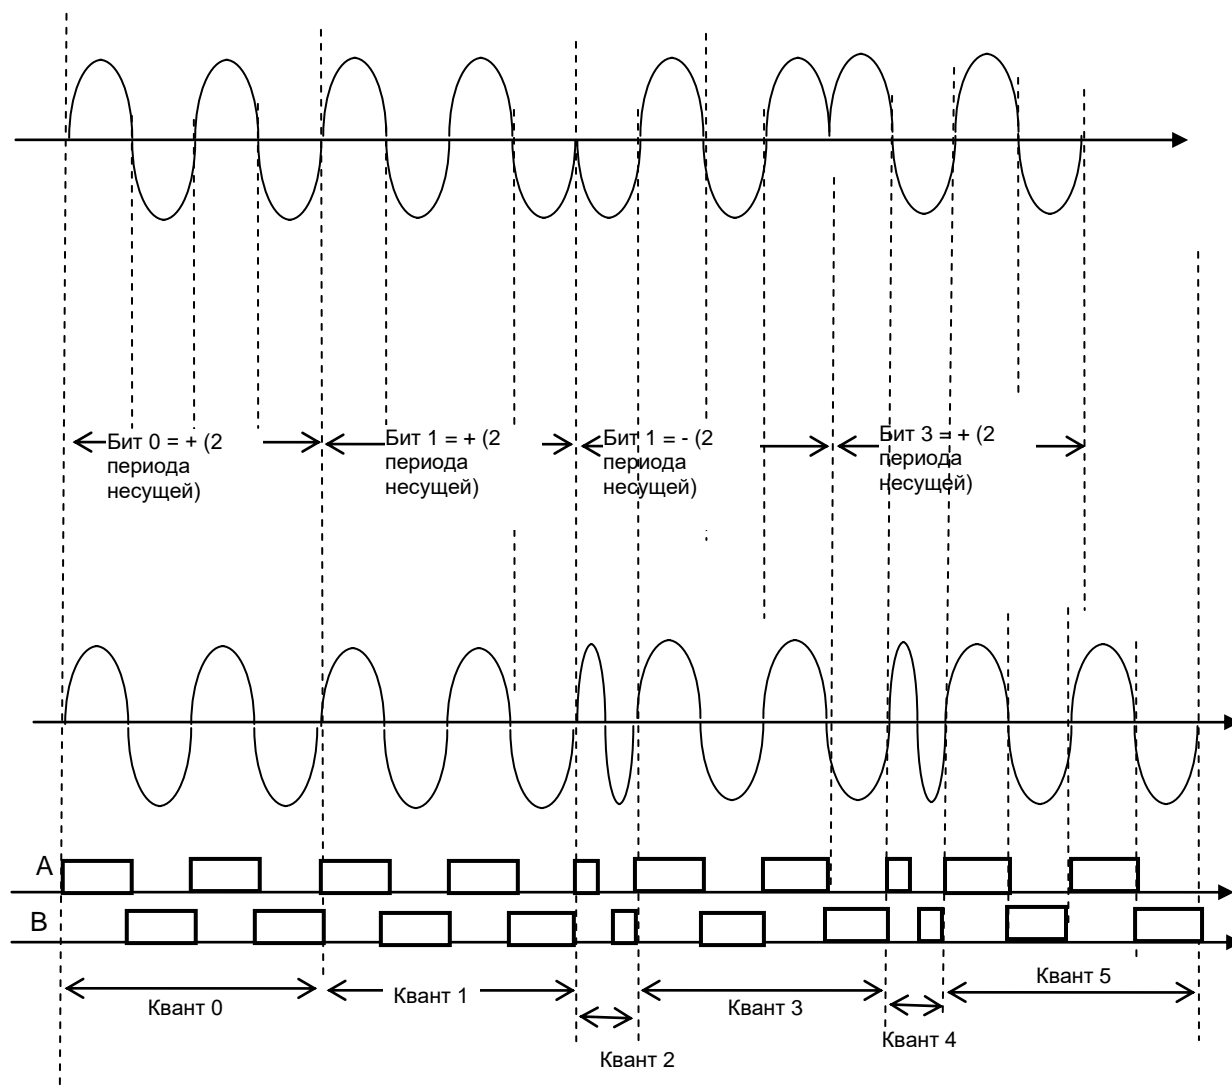 Бит 0 = + (2
периода
несущей)
Бит 1 = + (2
периода
несущей)
Бит 1 = - (2
периода
несущей)
Бит 3 = + (2
периода
несущей)
A
B
Квант 0
Квант 1
Квант 2
Квант 3
Квант 4
Квант 5